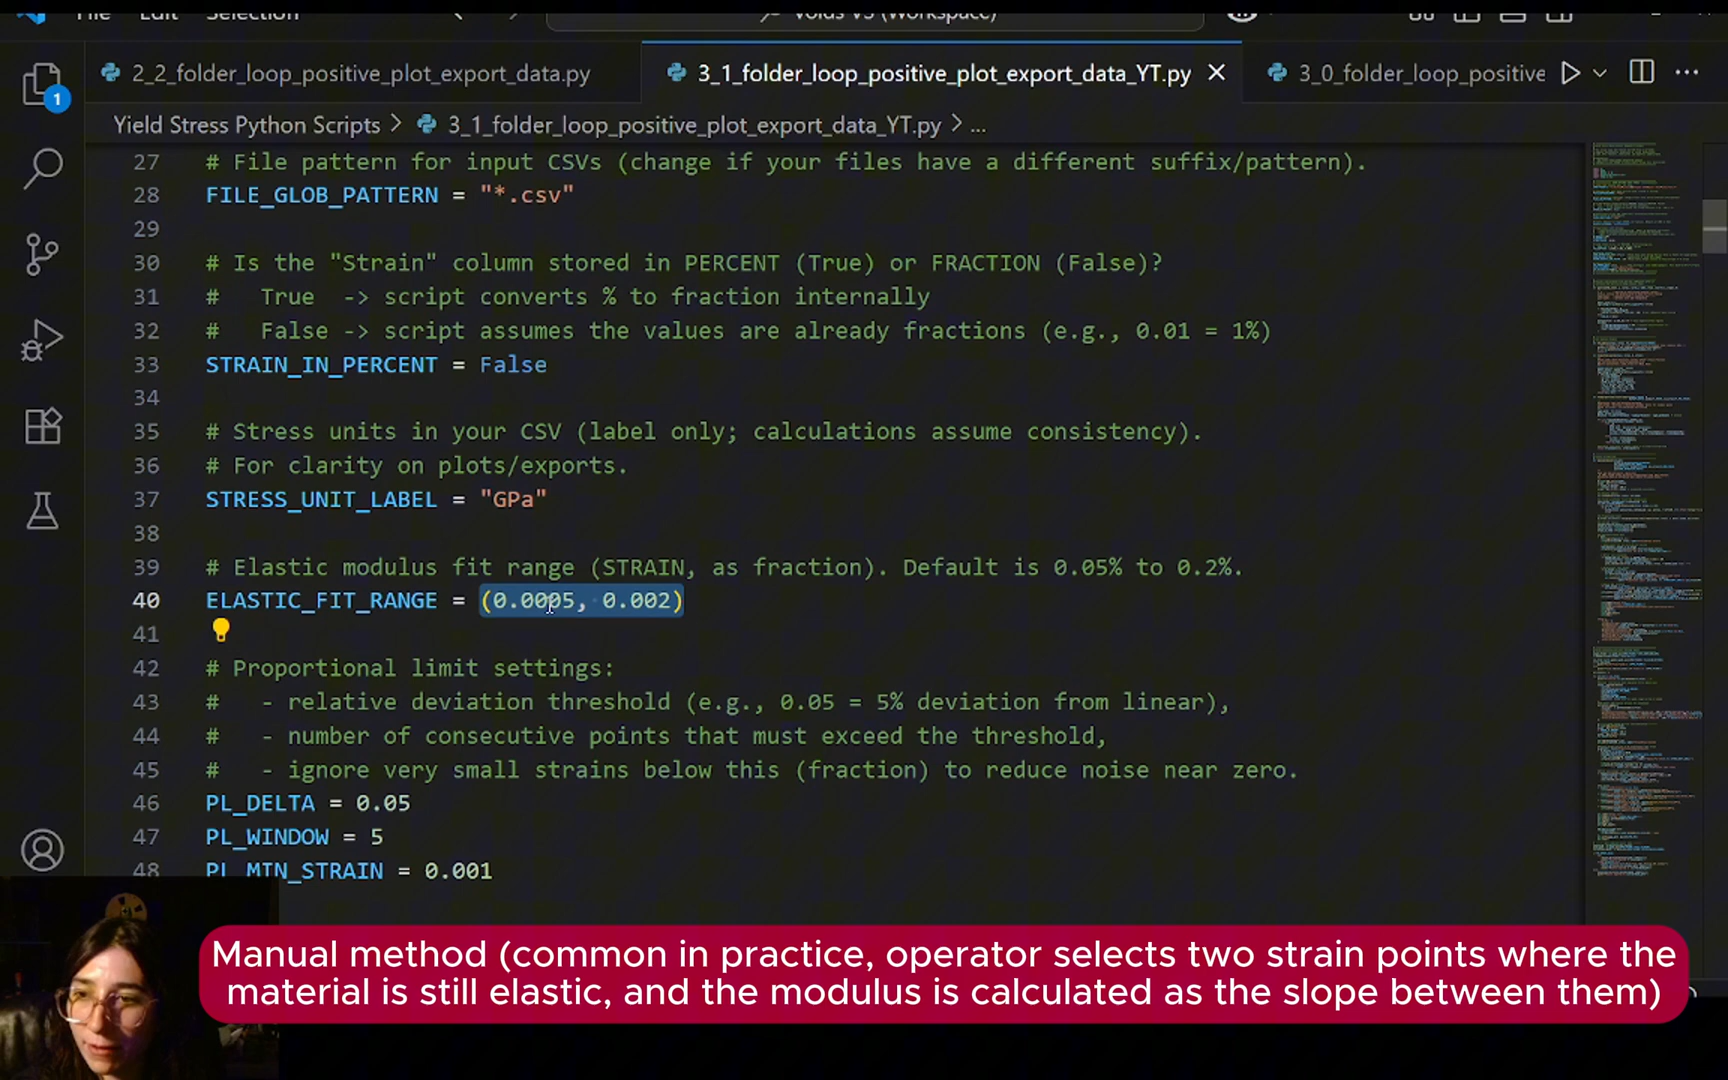 File Edit Selection Voids V3 (Workspace)
2_2_folder_loop_positive_plot_export_data.py 3_1_folder_loop_positive_plot_export_data_YT.py 3_0_folder_loop_positive
1
Yield Stress Python Scripts > 3_1_folder_loop_positive_plot_export_data_YT.py > ...
27 # File pattern for input CSVs (change if your files have a different suffix/pattern).
28 FILE_GLOB_PATTERN = "*.csv"
29
30 # Is the "Strain" column stored in PERCENT (True) or FRACTION (False)?
31 #   True  -> script converts % to fraction internally
32 #   False -> script assumes the values are already fractions (e.g., 0.01 = 1%)
33 STRAIN_IN_PERCENT = False
34
35 # Stress units in your CSV (label only; calculations assume consistency).
36 # For clarity on plots/exports.
37 STRESS_UNIT_LABEL = "GPa"
38
39 # Elastic modulus fit range (STRAIN, as fraction). Default is 0.05% to 0.2%.
40 ELASTIC_FIT_RANGE = (0.0005, 0.002)
41
42 # Proportional limit settings:
43 #   - relative deviation threshold (e.g., 0.05 = 5% deviation from linear),
44 #   - number of consecutive points that must exceed the threshold,
45 #   - ignore very small strains below this (fraction) to reduce noise near zero.
46 PL_DELTA = 0.05
47 PL_WINDOW = 5
48 PL_MIN_STRAIN = 0.001
Manual method (common in practice, operator selects two strain points where the
material is still elastic, and the modulus is calculated as the slope between them)